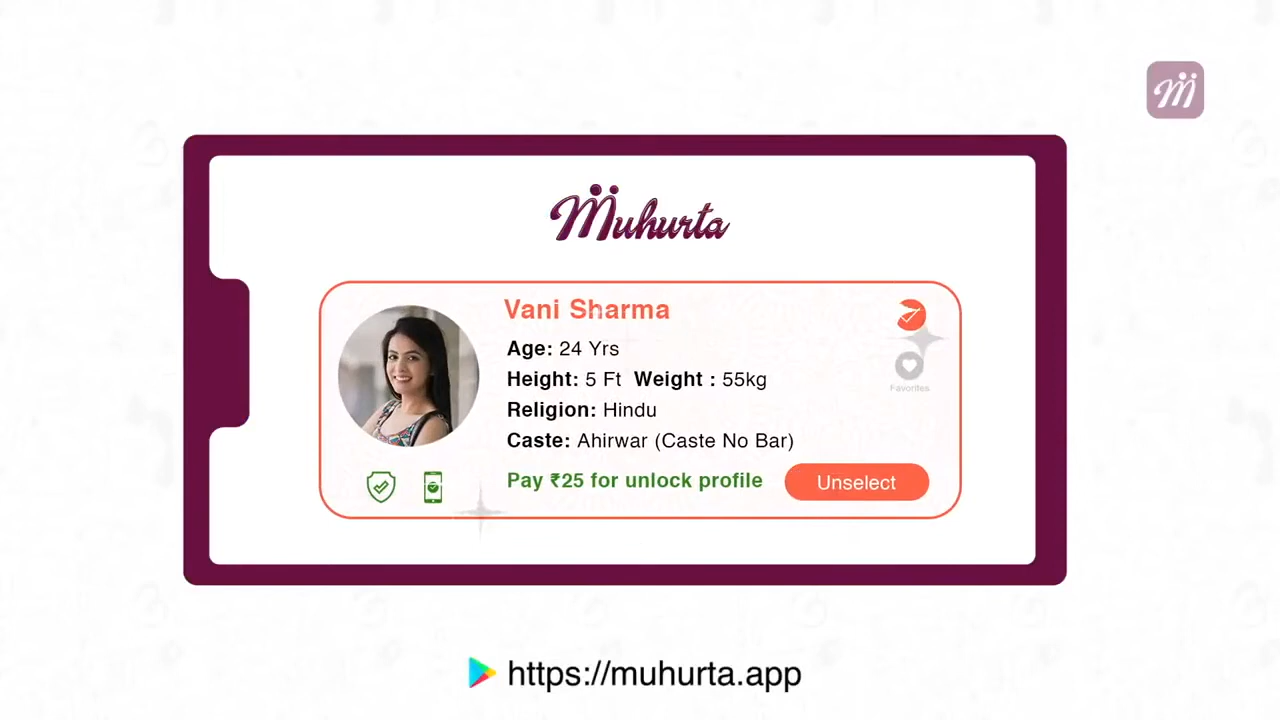 Muhurta
Vani Sharma
Age: 24 Yrs
Height: 5 Ft Weight : 55kg
Favorites
Religion: Hindu
Caste: Ahirwar (Caste No Bar)
Pay ₹25 for unlock profile
Unselect
https://muhurta.app